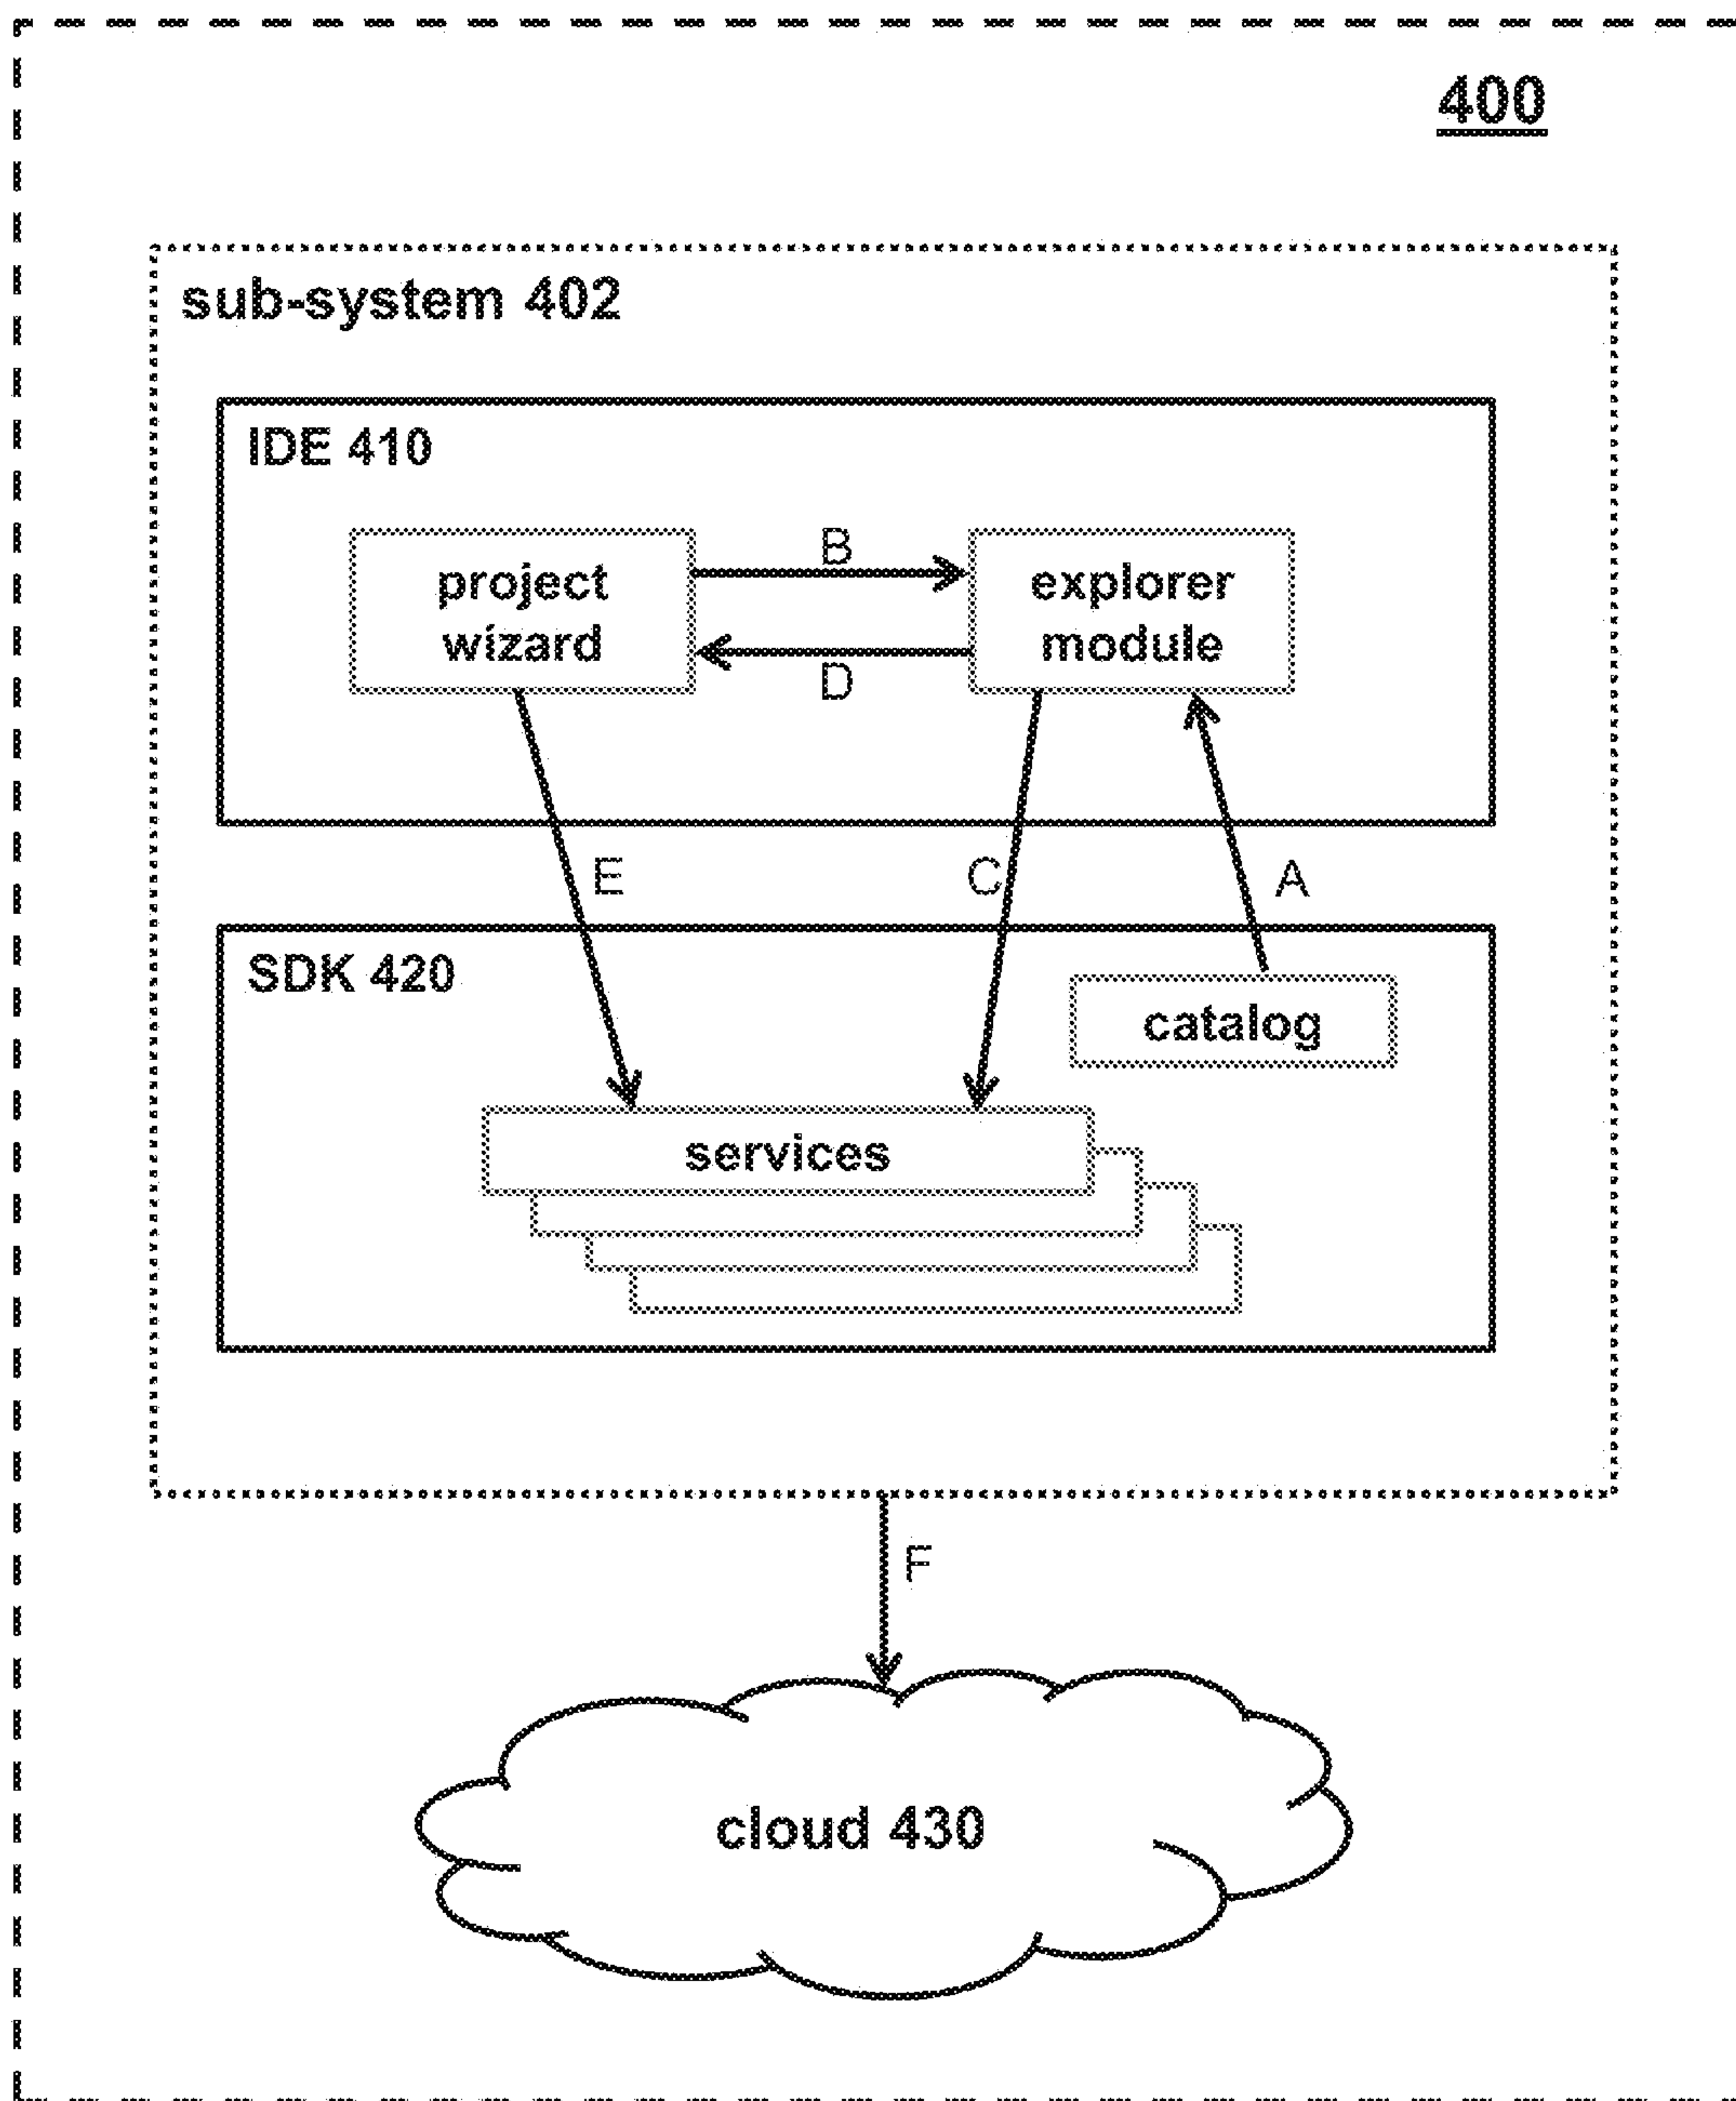 400
sub-system 402
IDE 410
B
project
wizard
explorer
module
D
E
C
A
SDK 420
catalog
services
F
cloud 430